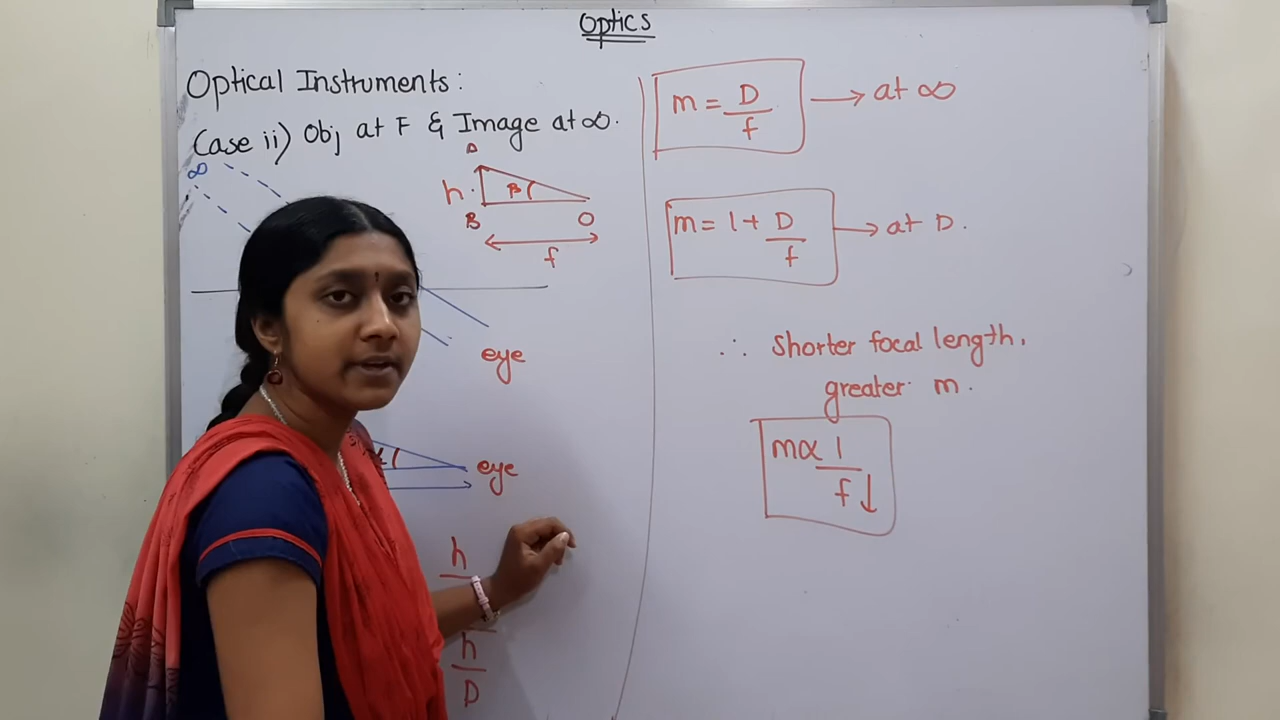 Optics
Optical Instruments:
Case ii) Obj at F & Image at ∞.
∞
A
h
β
B O
f
eye
α
eye
h
h
D
m = D/f → at ∞
m = 1 + D/f → at D.
∴ Shorter focal length,
greater m.
m ∝ 1/f ↓